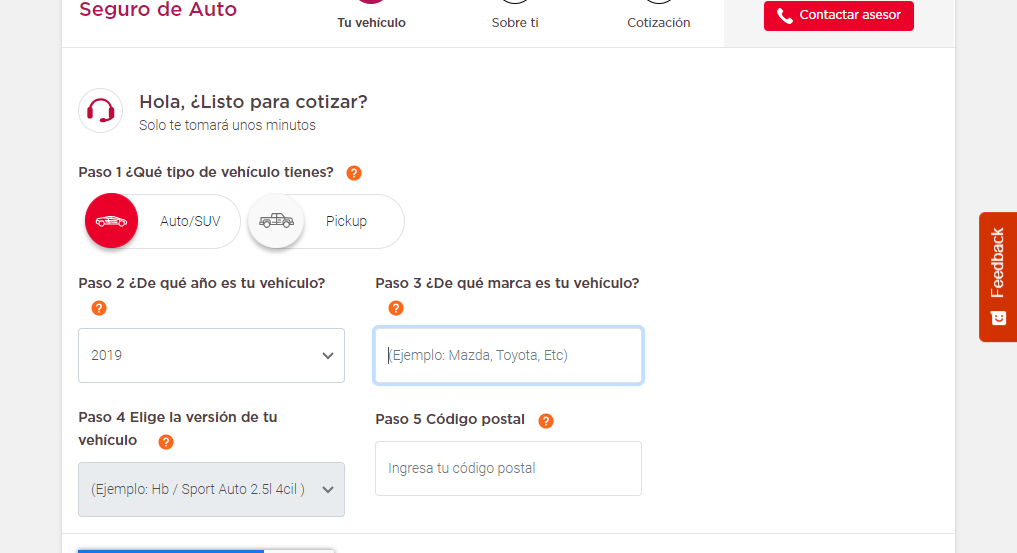 Seguro de Auto
Tu vehículo
Sobre ti
Cotización
Contactar asesor
Hola, ¿Listo para cotizar?
Solo te tomará unos minutos
Paso 1 ¿Qué tipo de vehículo tienes? ?
Auto/SUV
Pickup
Paso 2 ¿De qué año es tu vehículo?
?
2019
Paso 3 ¿De qué marca es tu vehículo?
?
(Ejemplo: Mazda, Toyota, Etc)
Paso 4 Elige la versión de tu
vehículo ?
(Ejemplo: Hb / Sport Auto 2.5l 4cil )
Paso 5 Código postal ?
Ingresa tu código postal
Feedback